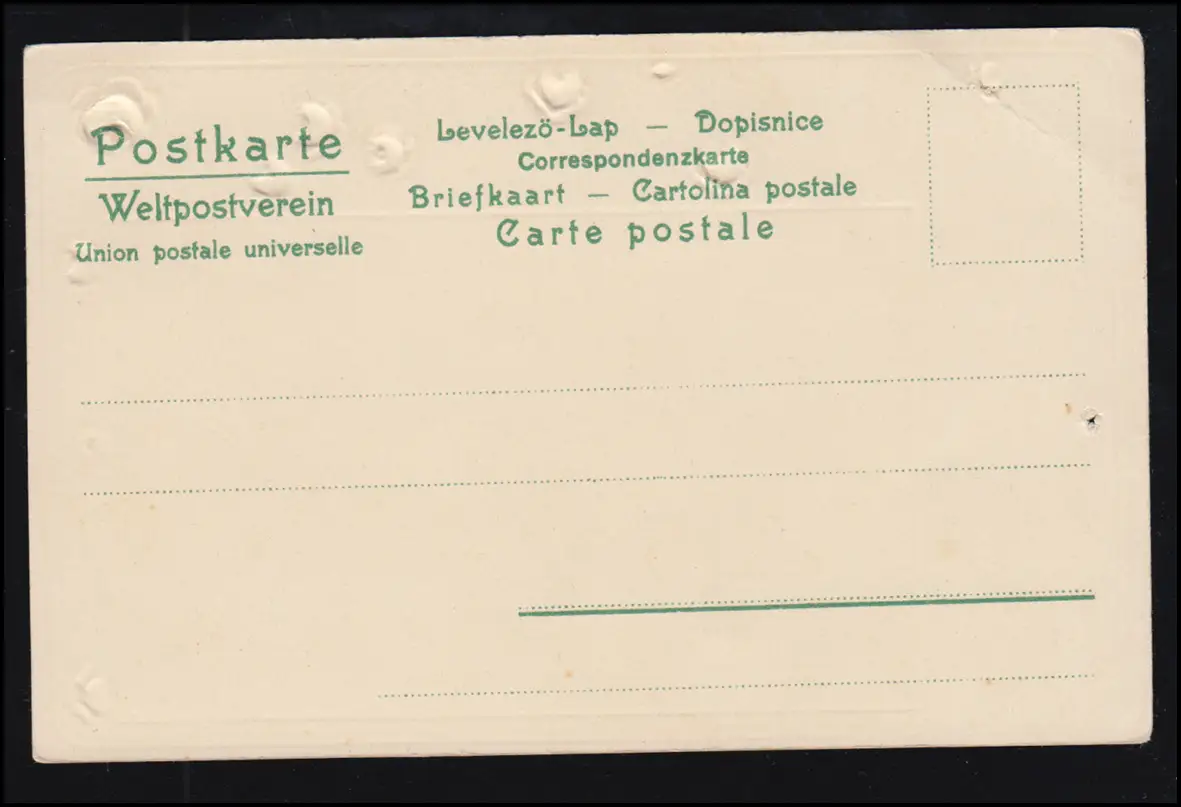 Postkarte
Weltpostverein
Union postale universelle
Levelező-Lap — Dopisnice
Correspondenzkarte
Briefkaart — Cartolina postale
Carte postale